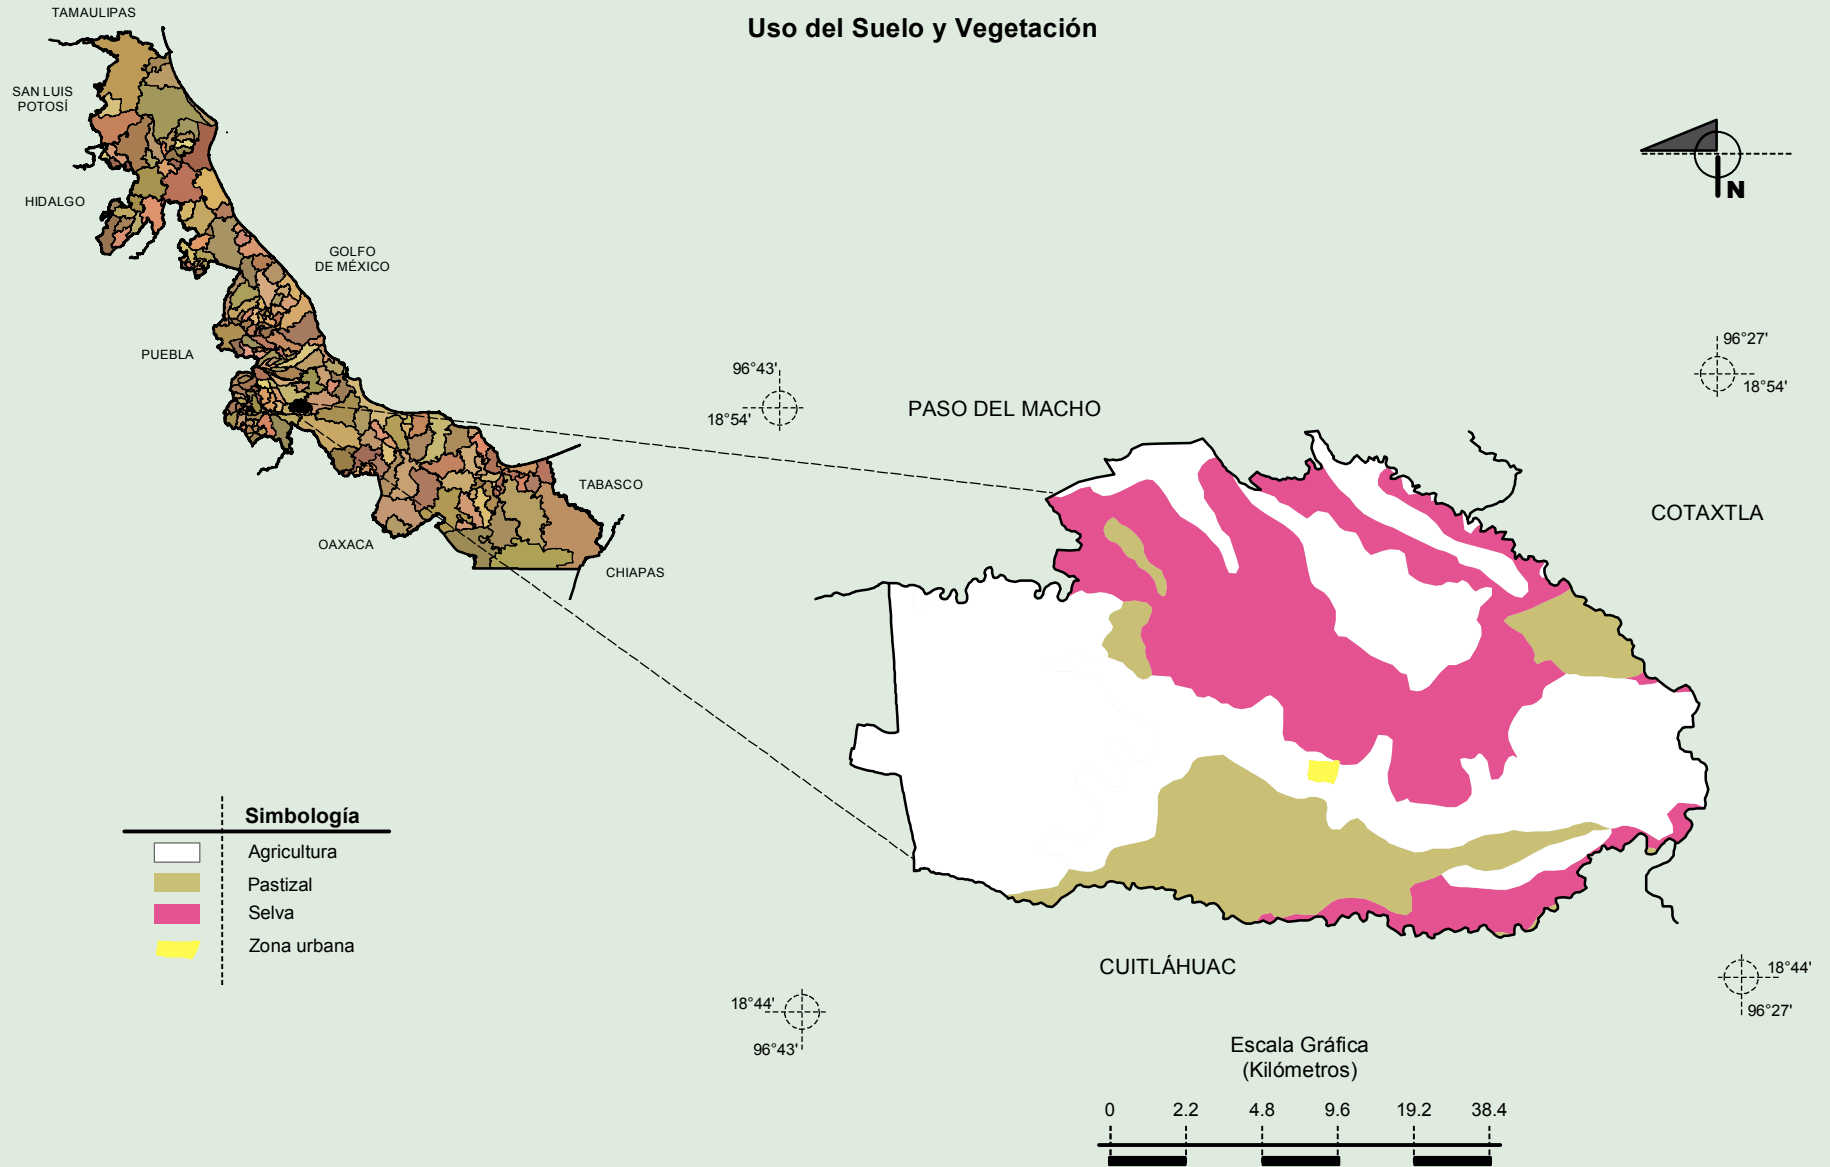 Uso del Suelo y Vegetación
TAMAULIPAS
SAN LUIS
POTOSÍ
HIDALGO
GOLFO
DE MÉXICO
PUEBLA
OAXACA
TABASCO
CHIAPAS
N
96°43'
18°54'
96°27'
18°54'
PASO DEL MACHO
COTAXTLA
CUITLÁHUAC
18°44'
96°43'
18°44'
96°27'
Simbología
Agricultura
Pastizal
Selva
Zona urbana
Escala Gráfica
(Kilómetros)
0 2.2 4.8 9.6 19.2 38.4